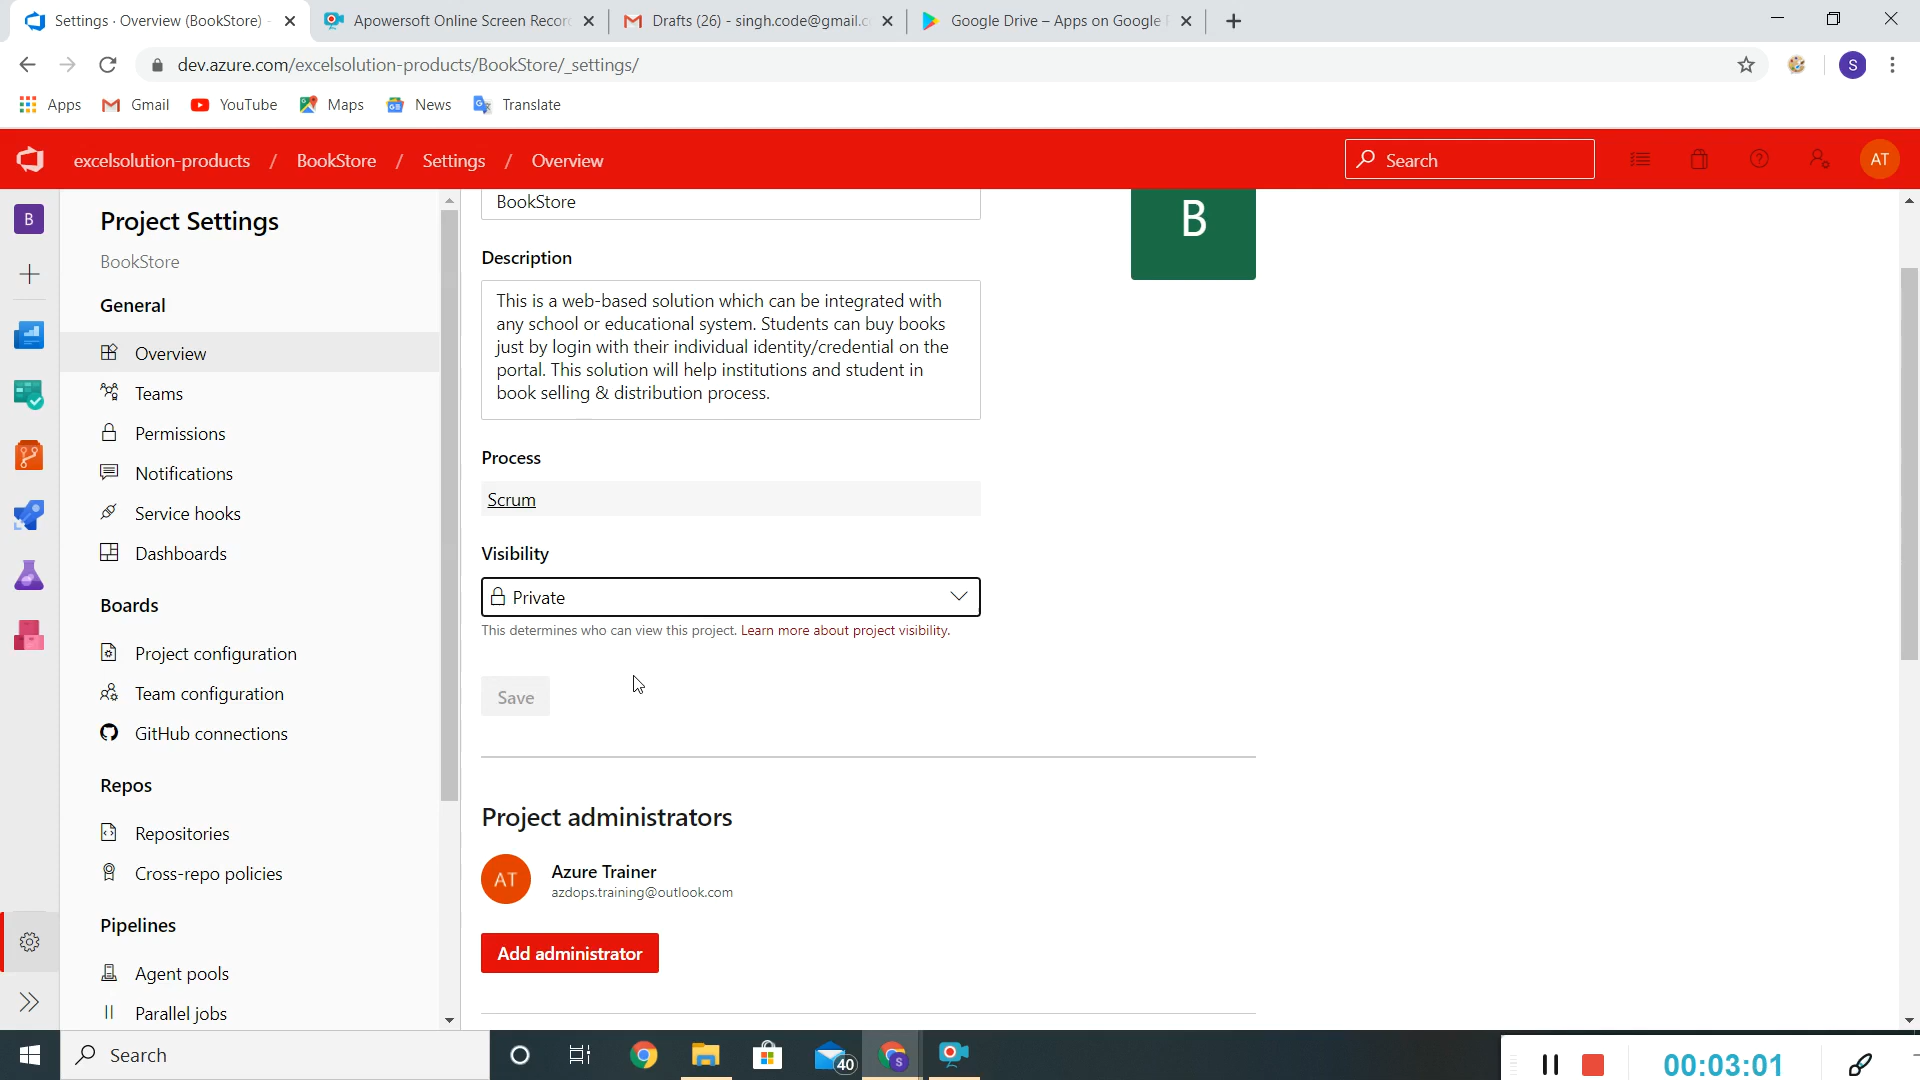 Settings · Overview (BookStore) -
Apowersoft Online Screen Recor
Drafts (26) - singh.code@gmail.c
Google Drive – Apps on Google
dev.azure.com/excelsolution-products/BookStore/_settings/
S
Apps
Gmail
YouTube
Maps
News
Translate
excelsolution-products / BookStore / Settings / Overview
Search
AT
B
Project Settings
BookStore
General
Overview
Teams
Permissions
Notifications
Service hooks
Dashboards
Boards
Project configuration
Team configuration
GitHub connections
Repos
Repositories
Cross-repo policies
Pipelines
Agent pools
Parallel jobs
BookStore
B
Description
This is a web-based solution which can be integrated with
any school or educational system. Students can buy books
just by login with their individual identity/credential on the
portal. This solution will help institutions and student in
book selling & distribution process.
Process
Scrum
Visibility
Private
This determines who can view this project. Learn more about project visibility.
Save
Project administrators
AT
Azure Trainer
azdops.training@outlook.com
Add administrator
Search
40
S
00:03:01